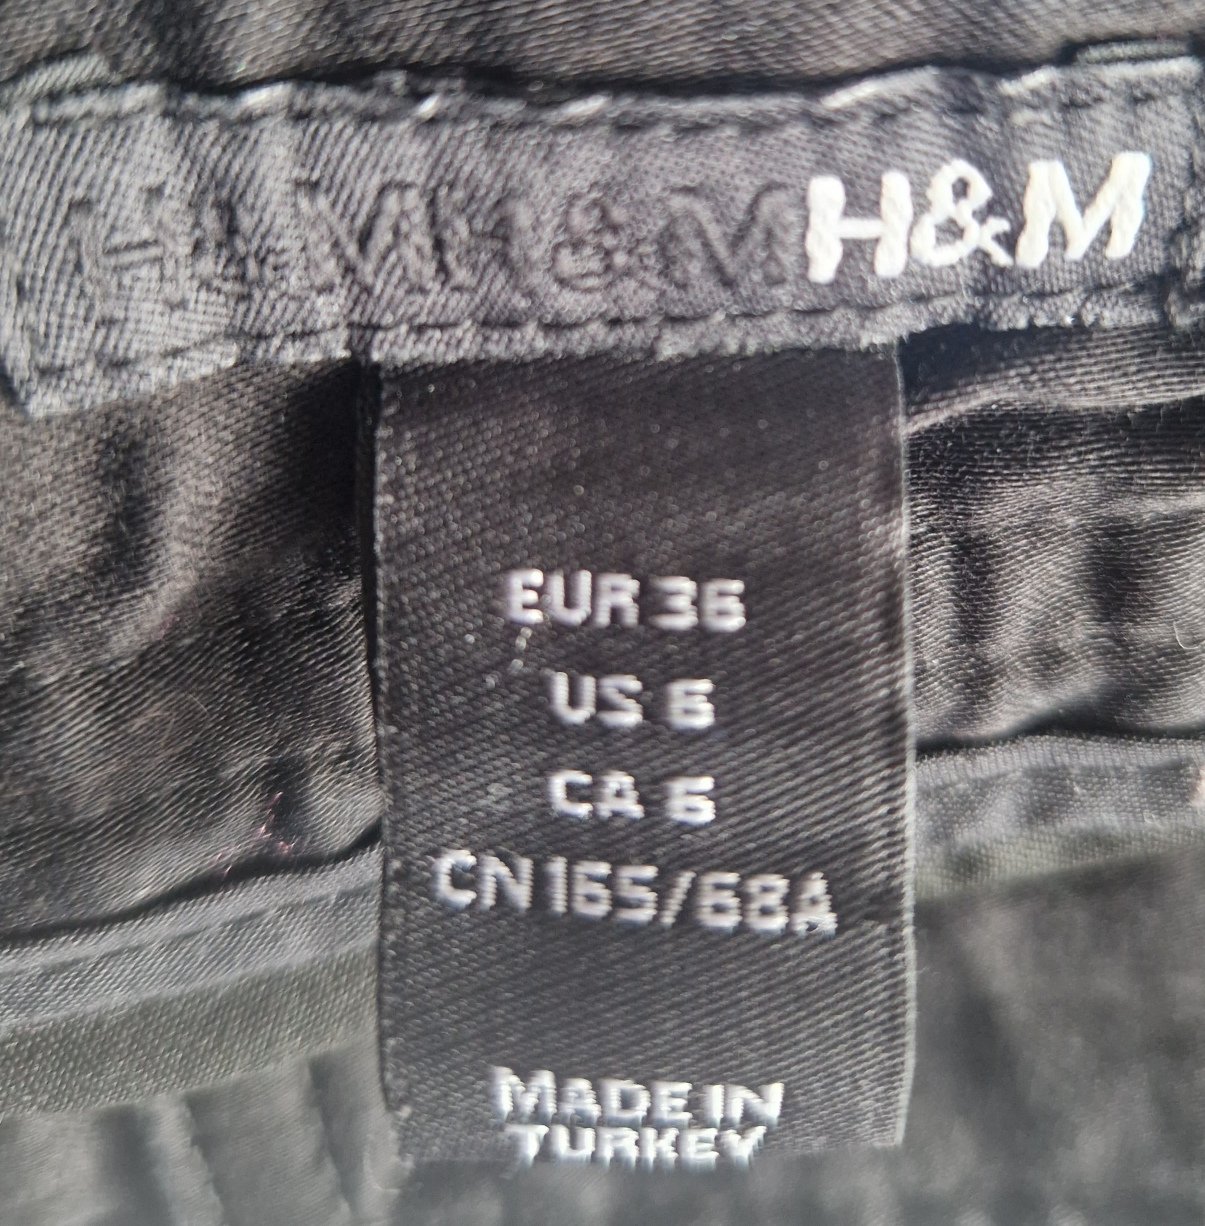 H&M H&M H&M
EUR 36
US 6
CA 6
CN 165/68A
MADE IN
TURKEY